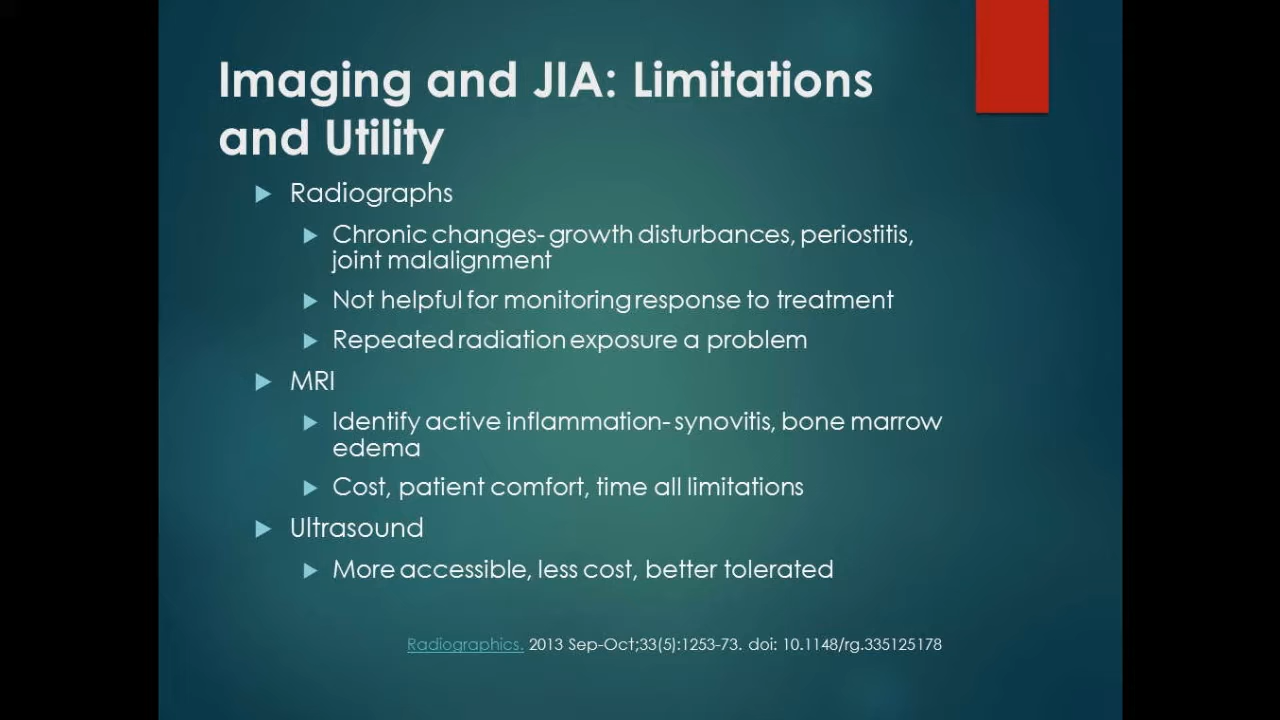 Imaging and JIA: Limitations
and Utility
Radiographs
Chronic changes- growth disturbances, periostitis,
joint malalignment
Not helpful for monitoring response to treatment
Repeated radiation exposure a problem
MRI
Identify active inflammation- synovitis, bone marrow
edema
Cost, patient comfort, time all limitations
Ultrasound
More accessible, less cost, better tolerated
Radiographics. 2013 Sep-Oct;33(5):1253-73. doi: 10.1148/rg.335125178